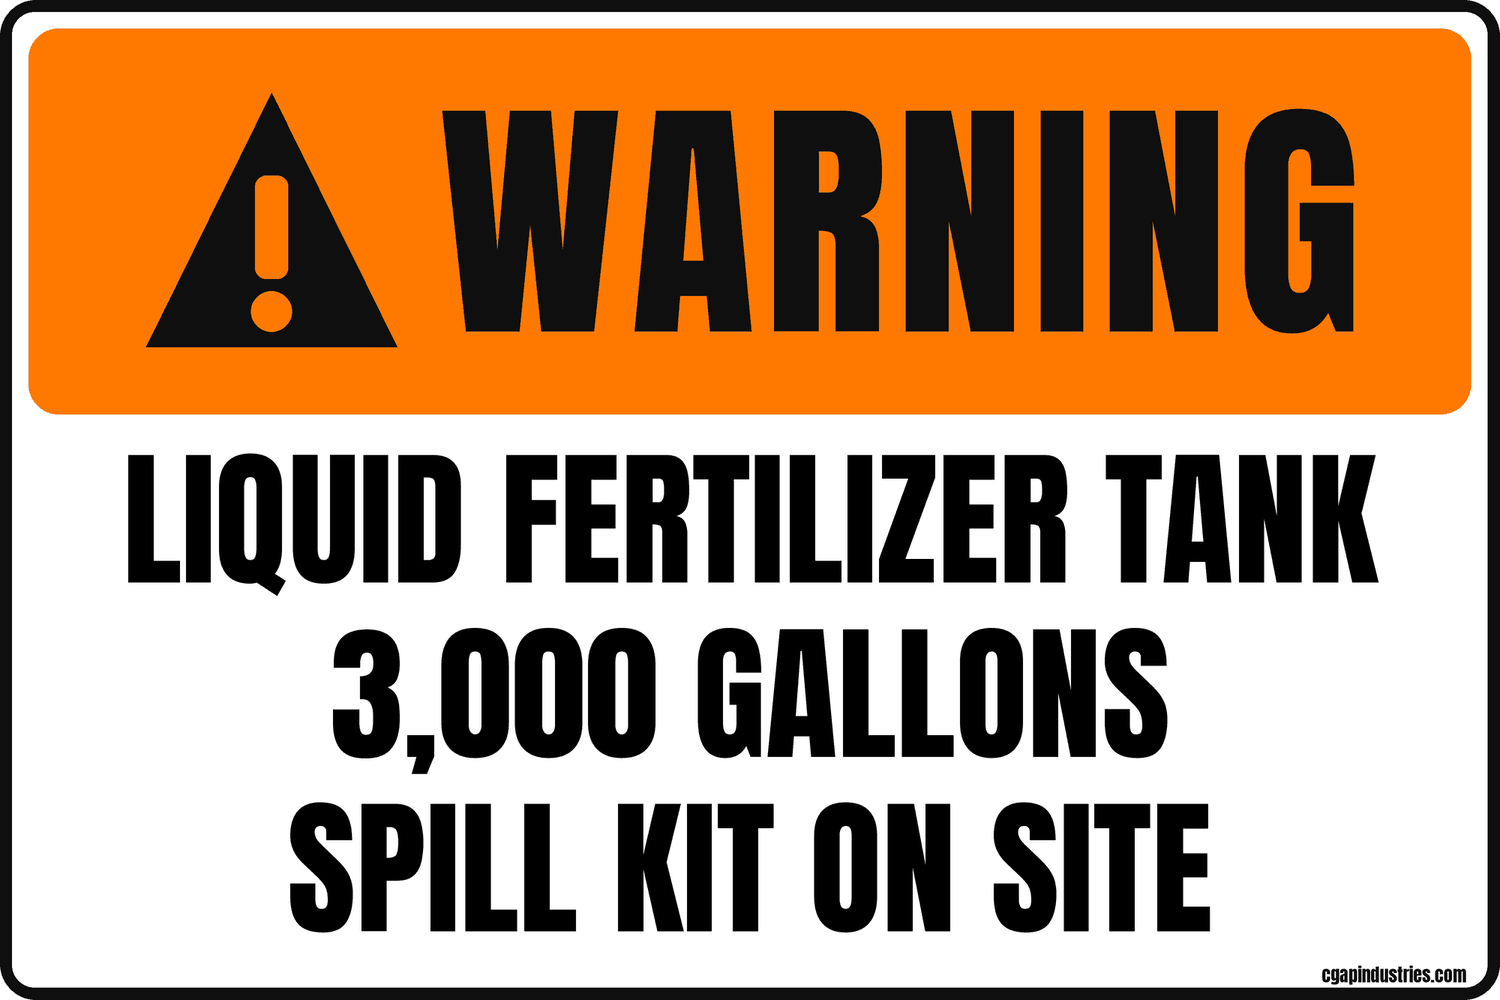 WARNING
LIQUID FERTILIZER TANK
3,000 GALLONS
SPILL KIT ON SITE
cgapindustries.com